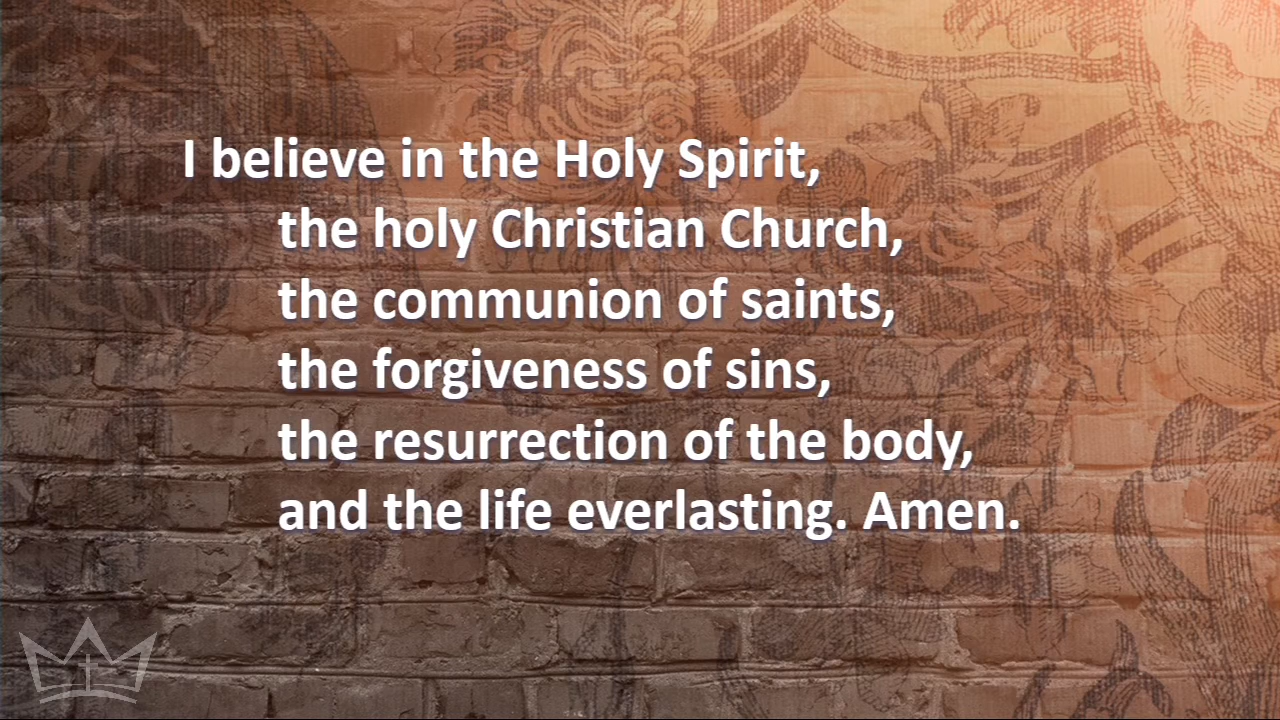 I believe in the Holy Spirit,
the holy Christian Church,
the communion of saints,
the forgiveness of sins,
the resurrection of the body,
and the life everlasting. Amen.